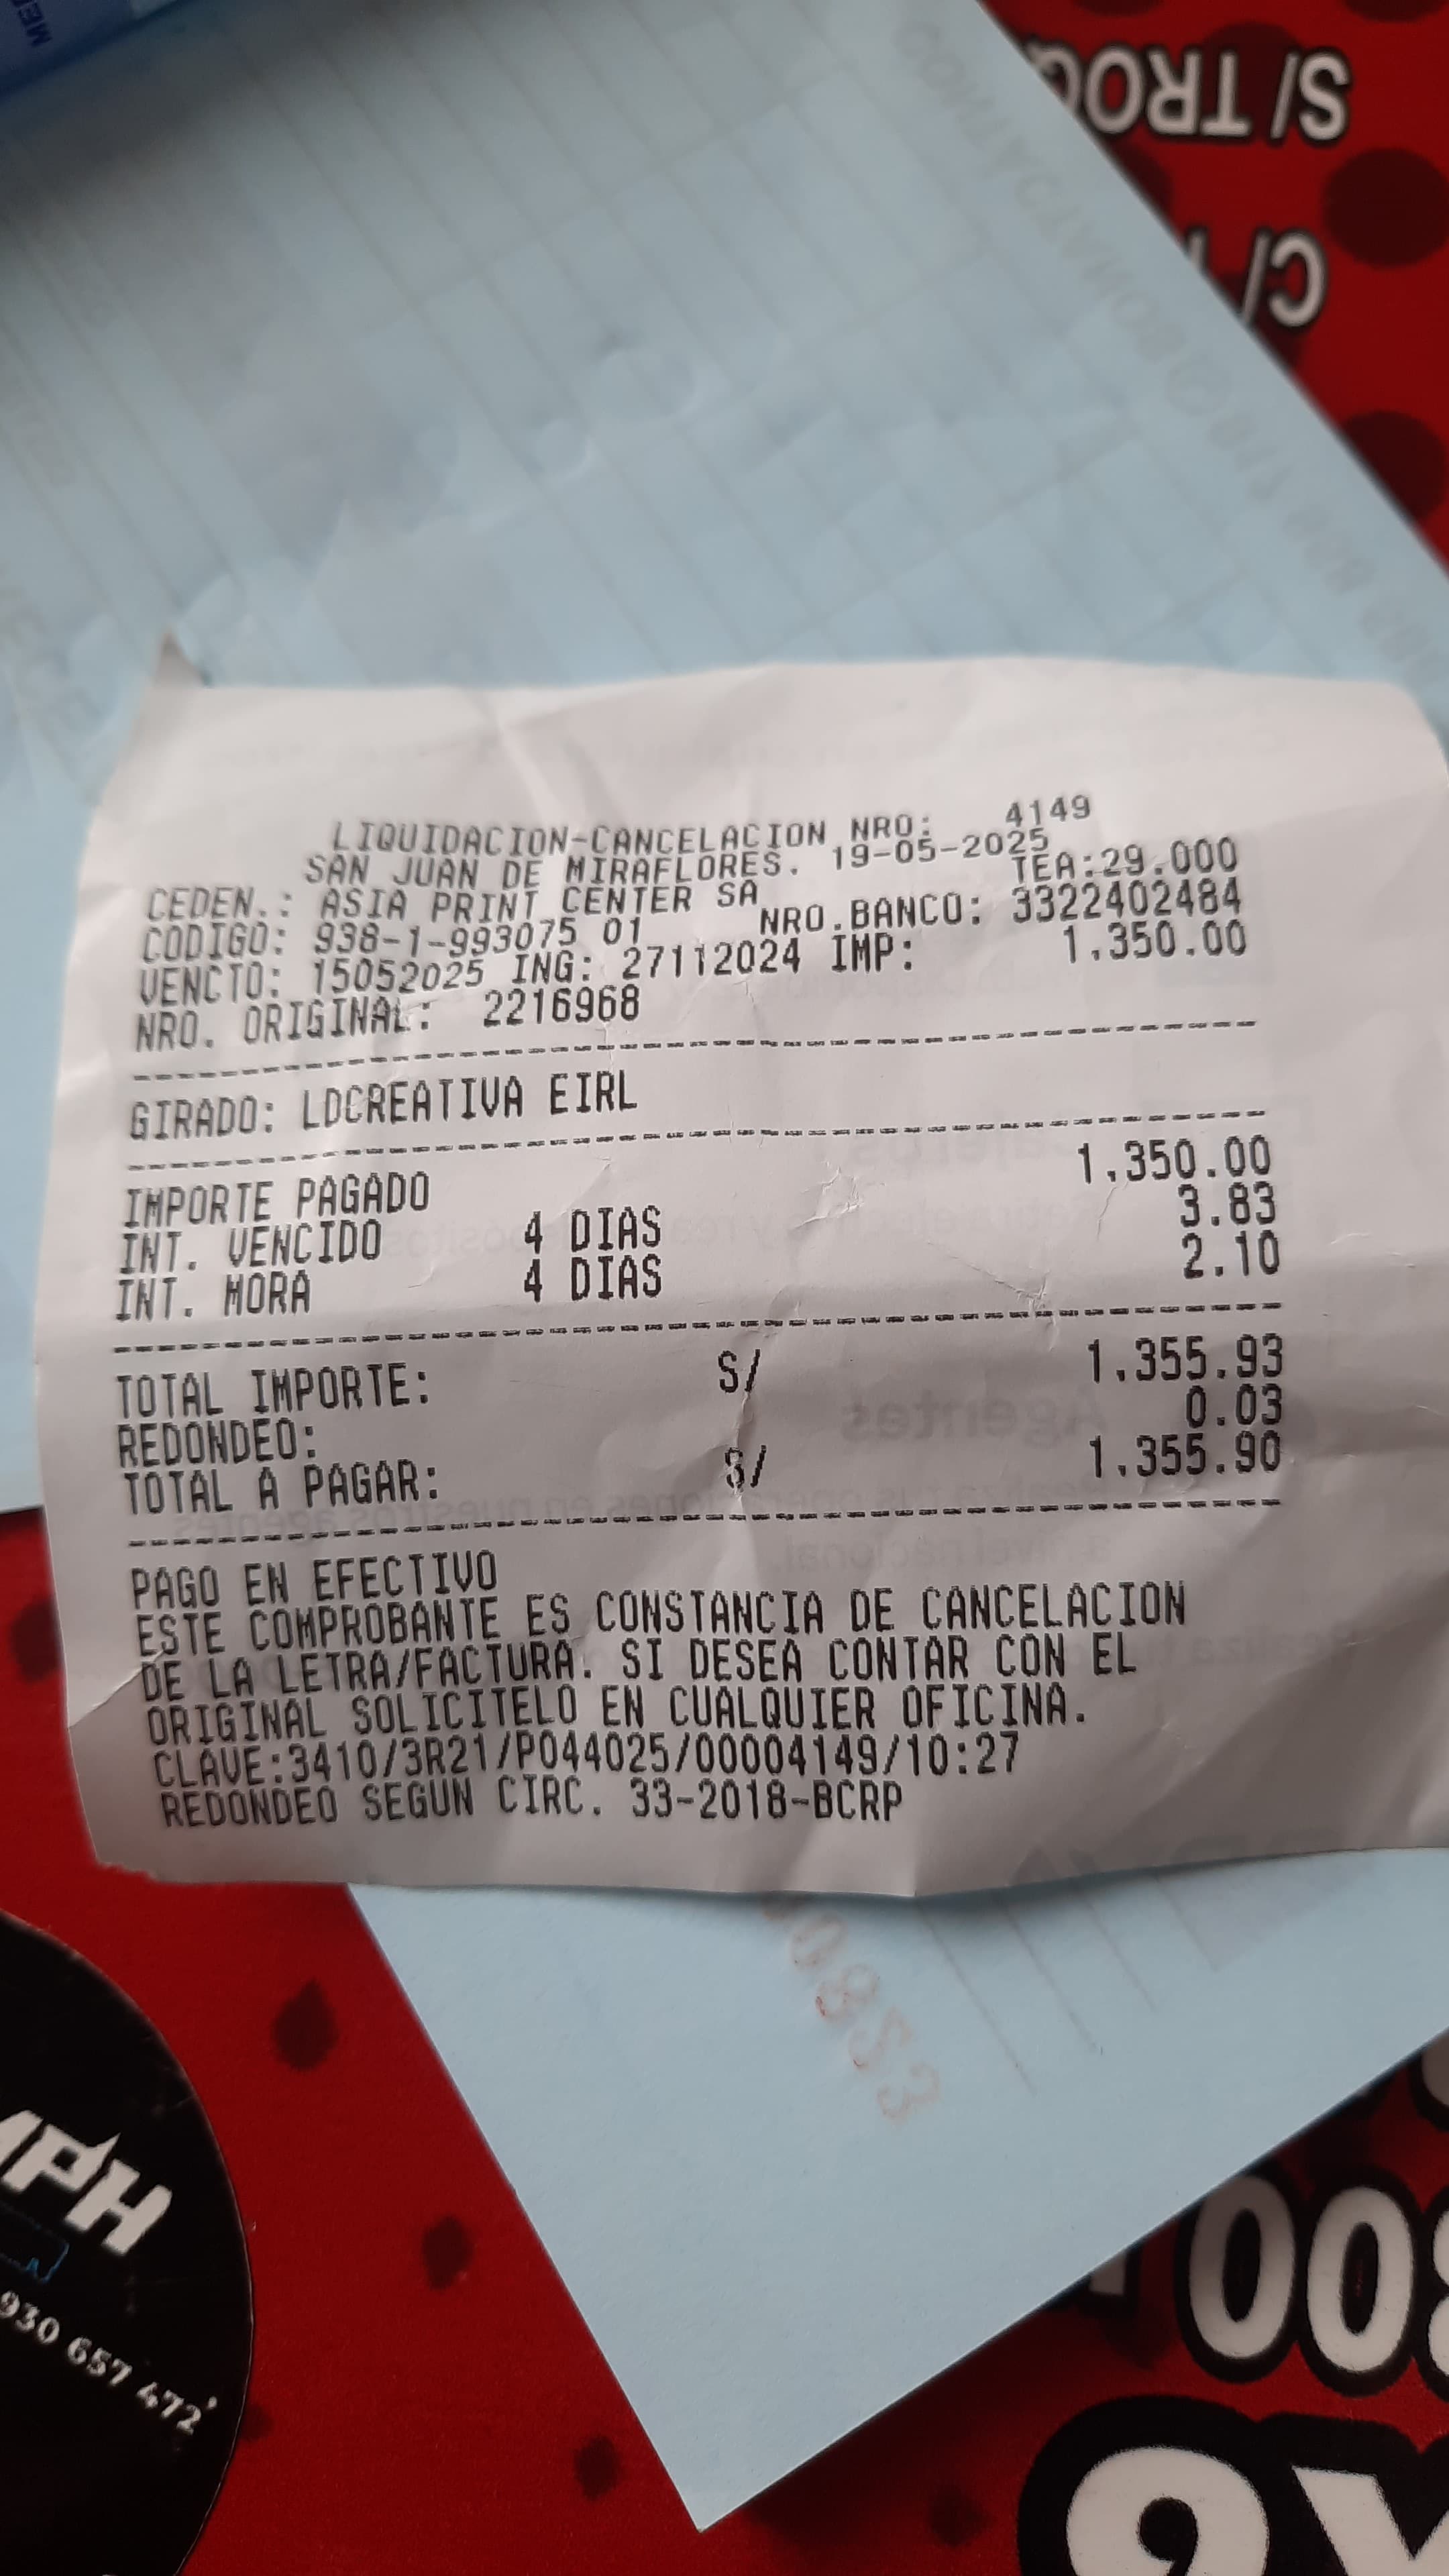 S/ TROQ
C/
LIQUIDACION-CANCELACION NRO: 4149
SAN JUAN DE MIRAFLORES. 19-05-2025
TEA:29.000
CEDEN.: ASIA PRINT CENTER SA
CODIGO: 938-1-993075 01 NRO.BANCO: 3322402484
VENCTO: 15052025 ING: 27112024 IMP: 1,350.00
NRO. ORIGINAL: 2216968
GIRADO: LDCREATIVA EIRL
IMPORTE PAGADO 1,350.00
INT. VENCIDO 4 DIAS 3.83
INT. MORA 4 DIAS 2.10
TOTAL IMPORTE: S/ 1,355.93
REDONDEO: 0.03
TOTAL A PAGAR: S/ 1,355.90
PAGO EN EFECTIVO
ESTE COMPROBANTE ES CONSTANCIA DE CANCELACION
DE LA LETRA/FACTURA. SI DESEA CONTAR CON EL
ORIGINAL SOLICITELO EN CUALQUIER OFICINA.
CLAVE:3410/3R21/P044025/00004149/10:27
REDONDEO SEGUN CIRC. 33-2018-BCRP
MPH
930 657 472